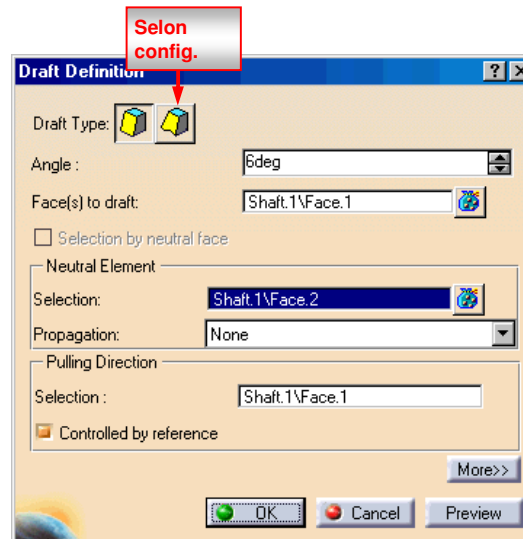 Selon
config.
Draft Definition
Draft Type:
Angle : 6deg
Face(s) to draft: Shaft.1\Face.1
Selection by neutral face
Neutral Element
Selection: Shaft.1\Face.2
Propagation: None
Pulling Direction
Selection : Shaft.1\Face.1
Controlled by reference
More>>
OK Cancel Preview